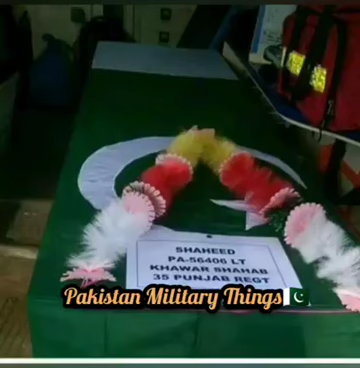 SHAHEED
PA-56406 LT
KHAWAR SHAHAB
35 PUNJAB REGT
Pakistan Military Things